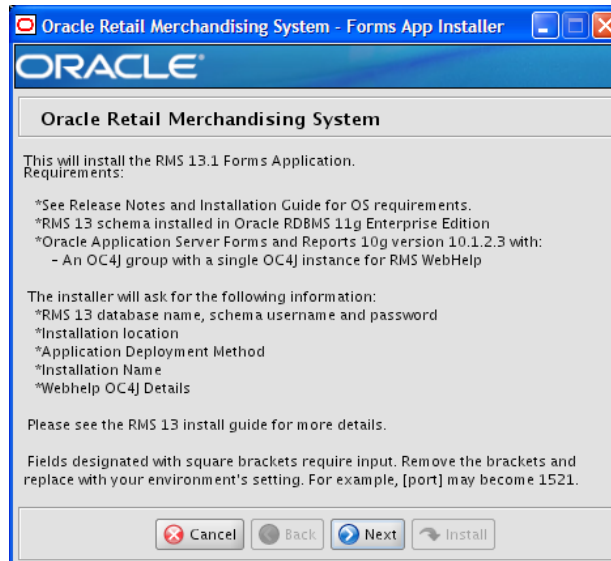 Oracle Retail Merchandising System - Forms App Installer
ORACLE
Oracle Retail Merchandising System
This will install the RMS 13.1 Forms Application.
Requirements:
*See Release Notes and Installation Guide for OS requirements.
*RMS 13 schema installed in Oracle RDBMS 11g Enterprise Edition
*Oracle Application Server Forms and Reports 10g version 10.1.2.3 with:
- An OC4J group with a single OC4J instance for RMS WebHelp
The installer will ask for the following information:
*RMS 13 database name, schema username and password
*Installation location
*Application Deployment Method
*Installation Name
*Webhelp OC4J Details
Please see the RMS 13 install guide for more details.
Fields designated with square brackets require input. Remove the brackets and
replace with your environment's setting. For example, [port] may become 1521.
Cancel Back Next Install